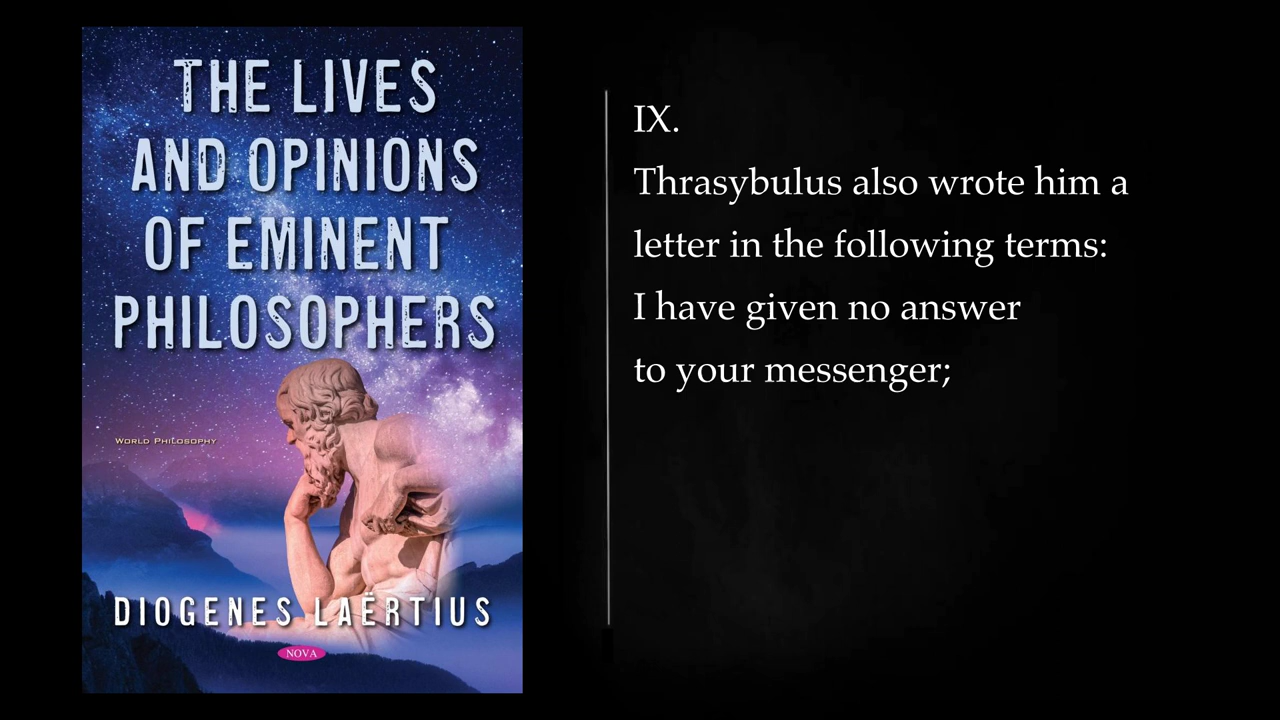 THE LIVES
AND OPINIONS
OF EMINENT
PHILOSOPHERS
WORLD PHILOSOPHY
DIOGENES LAËRTIUS
NOVA
IX.
Thrasybulus also wrote him a
letter in the following terms:
I have given no answer
to your messenger;